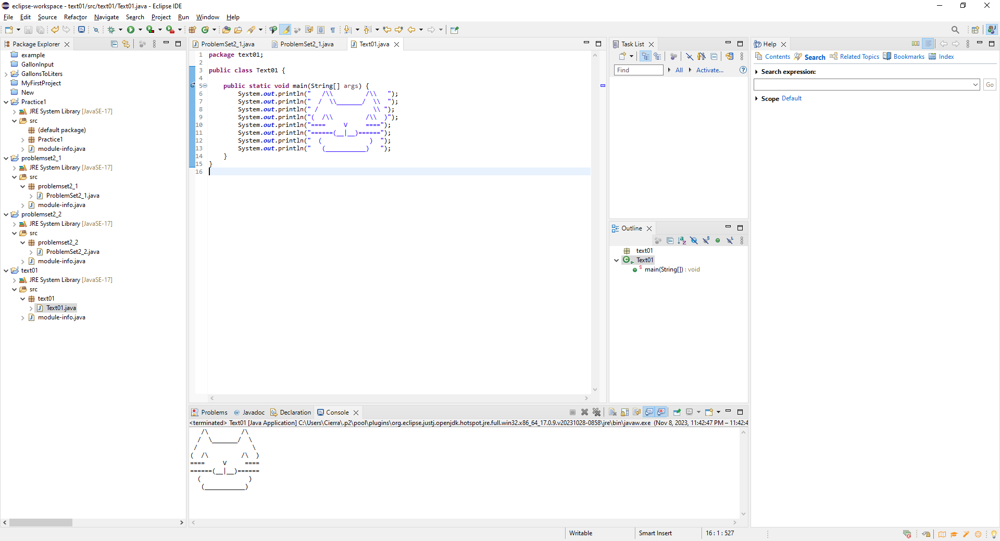 eclipse-workspace - text01/src/text01/Text01.java - Eclipse IDE
File Edit Source Refactor Navigate Search Project Run Window Help
Package Explorer
example
GallonInput
GallonsToLiters
MyFirstProject
New
Practice1
JRE System Library [JavaSE-17]
src
(default package)
Practice1
module-info.java
problemset2_1
JRE System Library [JavaSE-17]
src
problemset2_1
ProblemSet2_1.java
module-info.java
problemset2_2
JRE System Library [JavaSE-17]
src
problemset2_2
ProblemSet2_2.java
module-info.java
text01
JRE System Library [JavaSE-17]
src
text01
Text01.java
module-info.java
ProblemSet2_1.java ProblemSet2_1.java Text01.java
1 package text01;
2
3 public class Text01 {
4
5     public static void main(String[] args) {
6         System.out.println("   /\\         /\\   ");
7         System.out.println("  /  \\_______/  \\  ");
8         System.out.println(" /               \\ ");
9         System.out.println("(  /\\         /\\  )");
10         System.out.println("====     V     ====");
11         System.out.println("======(__|__)======");
12         System.out.println("  (             )  ");
13         System.out.println("   (___________)   ");
14     }
15 }
16
Task List
Find All Activate...
Outline
text01
Text01
main(String[]) : void
Help
Contents Search Related Topics Bookmarks Index
Search expression:
Go
Scope Default
Problems @ Javadoc Declaration Console
<terminated> Text01 [Java Application] C:\Users\Cierra\.p2\pool\plugins\org.eclipse.justj.openjdk.hotspot.jre.full.win32.x86_64_17.0.9.v20231028-0858\jre\bin\javaw.exe (Nov 8, 2023, 11:42:47 PM – 11:42:4
   /\         /\
  /  \_______/  \
 /               \
(  /\         /\  )
====     V     ====
======(__|__)======
  (             )
   (___________)
Writable Smart Insert 16 : 1 : 527